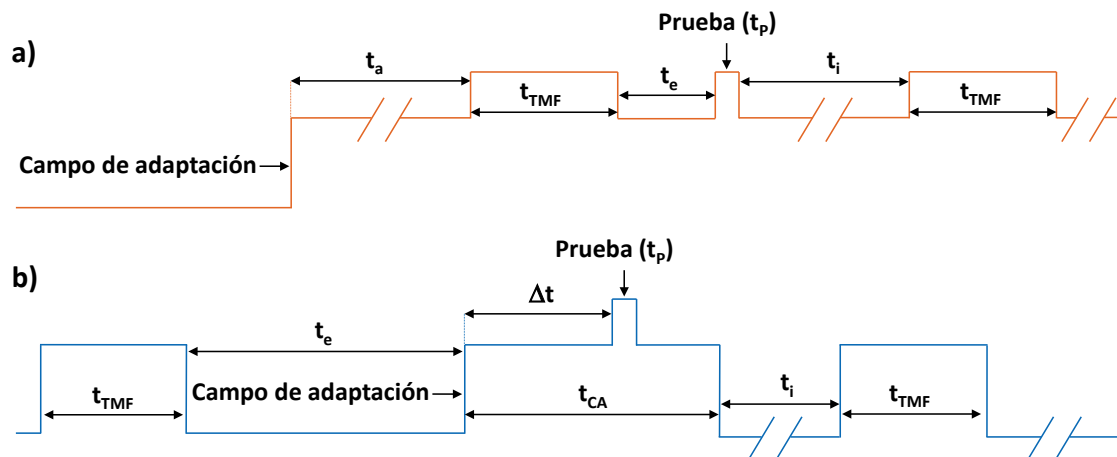 Prueba (tP)
a)
ta
te
ti
tTMF
tTMF
Campo de adaptación
Prueba (tP)
b)
Δt
te
Campo de adaptación
tTMF
tCA
ti
tTMF